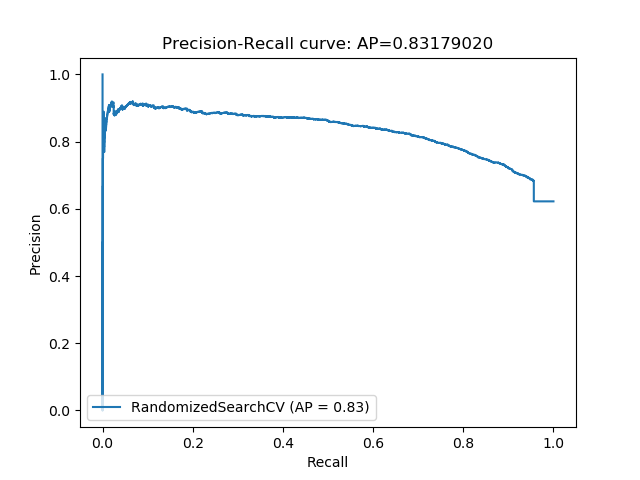 Precision-Recall curve: AP=0.83179020
1.0
0.8
0.6
0.4
0.2
0.0
Precision
RandomizedSearchCV (AP = 0.83)
0.0 0.2 0.4 0.6 0.8 1.0
Recall